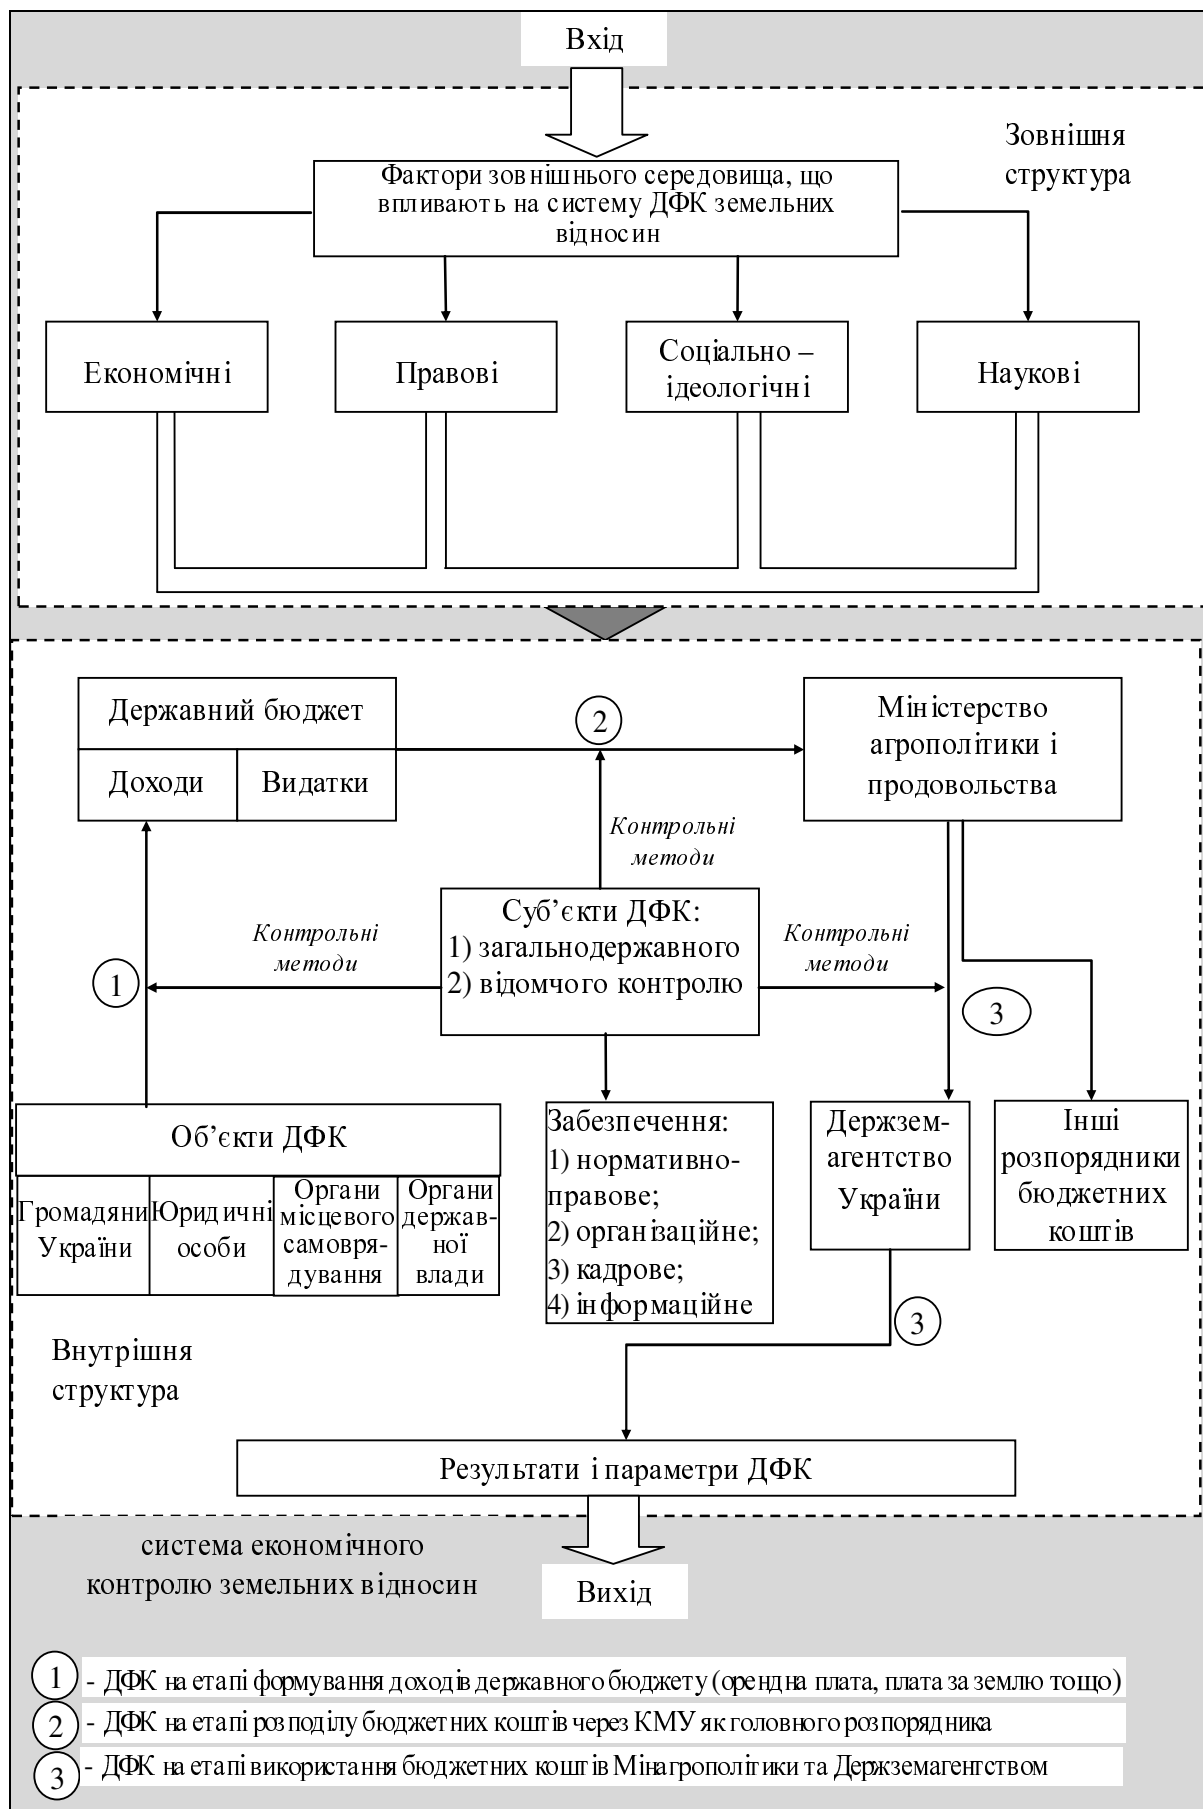 Вхід
Зовнішня
структура
Фактори зовнішнього середовища, що
впливають на систему ДФК земельних
відносин
Економічні
Правові
Соціально –
ідеологічні
Наукові
Державний бюджет
Доходи
Видатки
2
Міністерство
агрополітики і
продовольства
Контрольні
методи
Суб’єкти ДФК:
1) загальнодержавного
2) відомчого контролю
Контрольні
методи
Контрольні
методи
1
3
Об’єкти ДФК
Громадяни
України
Юридичні
особи
Органи
місцевого
самовря-
дування
Органи
держав-
ної
влади
Забезпечення:
1) нормативно-
правове;
2) організаційне;
3) кадрове;
4) інформаційне
Держзем-
агентство
України
Інші
розпорядники
бюджетних
коштів
3
Внутрішня
структура
Результати і параметри ДФК
система економічного
контролю земельних відносин
Вихід
1 - ДФК на етапі формування доходів державного бюджету (орендна плата, плата за землю тощо)
2 - ДФК на етапі розподілу бюджетних коштів через КМУ як головного розпорядника
3 - ДФК на етапі використання бюджетних коштів Мінагрополітики та Держземагентством